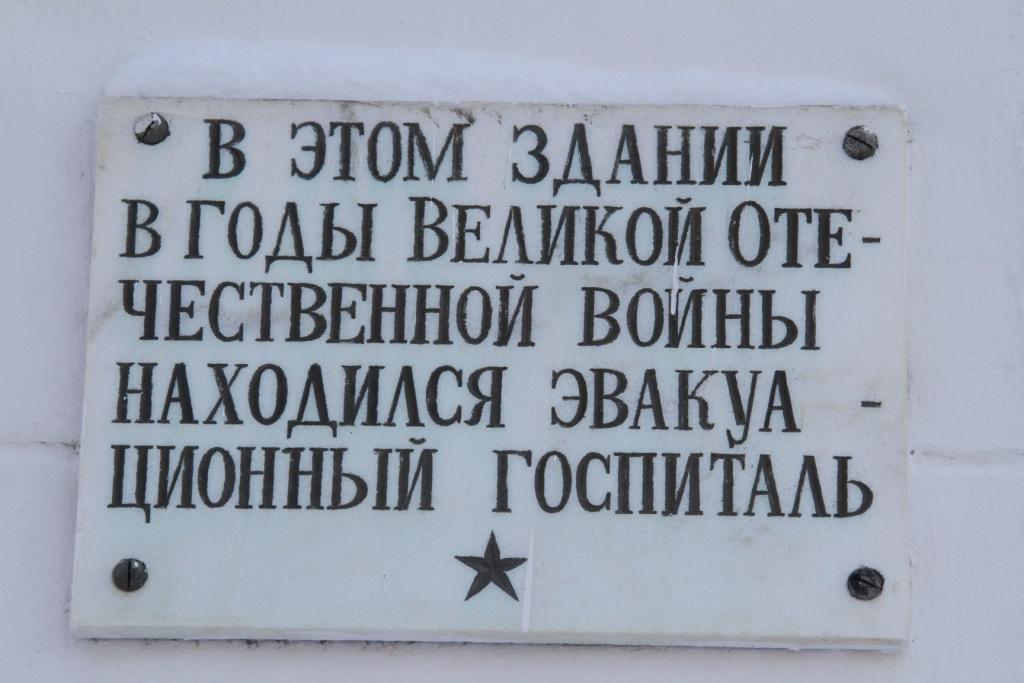 В ЭТОМ ЗДАНИИ
В ГОДЫ ВЕЛИКОЙ ОТЕ-
ЧЕСТВЕННОЙ ВОЙНЫ
НАХОДИЛСЯ ЭВАКУА -
ЦИОННЫЙ ГОСПИТАЛЬ